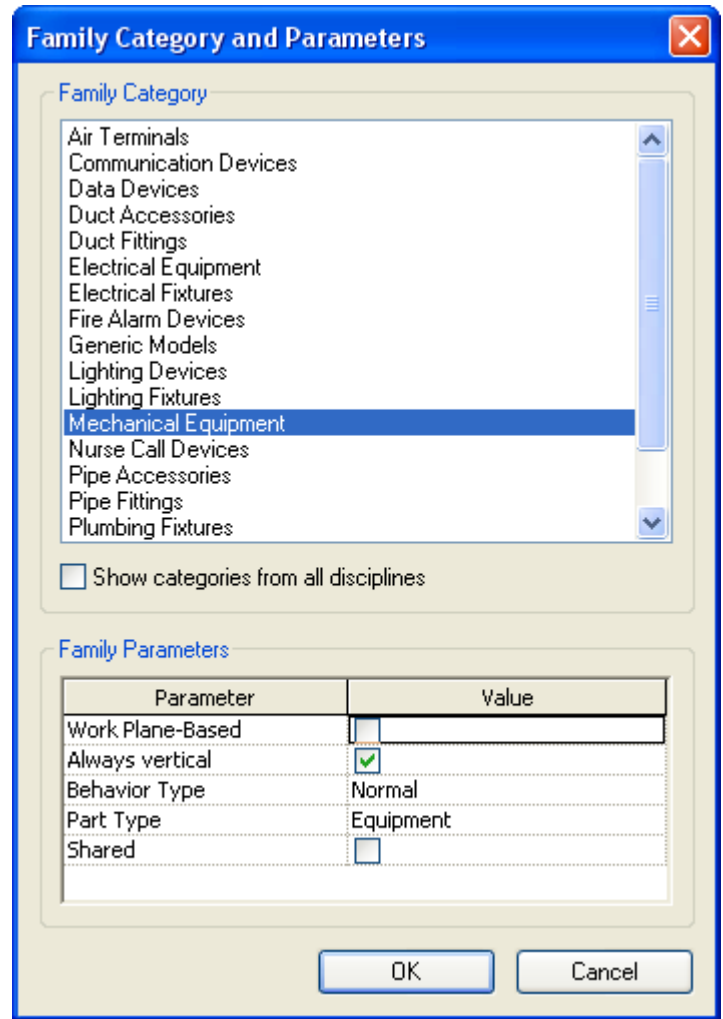 Family Category and Parameters
Family Category
Air Terminals
Communication Devices
Data Devices
Duct Accessories
Duct Fittings
Electrical Equipment
Electrical Fixtures
Fire Alarm Devices
Generic Models
Lighting Devices
Lighting Fixtures
Mechanical Equipment
Nurse Call Devices
Pipe Accessories
Pipe Fittings
Plumbing Fixtures
Show categories from all disciplines
Family Parameters
Parameter Value
Work Plane-Based
Always vertical
Behavior Type Normal
Part Type Equipment
Shared
OK Cancel